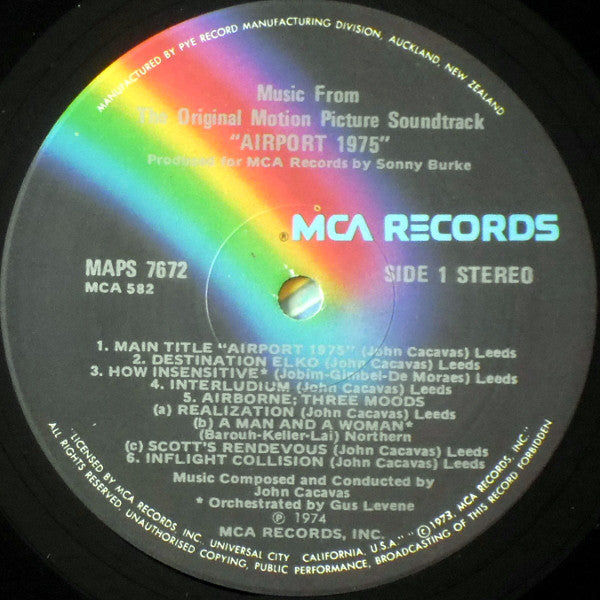 MANUFACTURED BY PYE RECORD MANUFACTURING DIVISION, AUCKLAND, NEW ZEALAND
Music From
The Original Motion Picture Soundtrack
"AIRPORT 1975"
Produced for MCA Records by Sonny Burke
® MCA RECORDS
MAPS 7672
MCA 582
SIDE 1 STEREO
1. MAIN TITLE "AIRPORT 1975" (John Cacavas) Leeds
2. DESTINATION ELKO (John Cacavas) Leeds
3. HOW INSENSITIVE* (Jobim-Gimbel-De Moraes) Leeds
4. INTERLUDIUM (John Cacavas) Leeds
5. AIRBORNE; THREE MOODS
(a) REALIZATION (John Cacavas) Leeds
(b) A MAN AND A WOMAN*
(Barouh-Keller-Lai) Northern
(c) SCOTT'S RENDEVOUS (John Cacavas) Leeds
6. INFLIGHT COLLISION (John Cacavas) Leeds
Music Composed and Conducted by
John Cacavas
* Orchestrated by Gus Levene
Ⓟ 1974
MCA RECORDS, INC.
"LICENSED BY MCA RECORDS, INC., UNIVERSAL CITY CALIFORNIA, U.S.A." ©1973, MCA RECORDS, INC.
ALL RIGHTS RESERVED. UNAUTHORISED COPYING, PUBLIC PERFORMANCE, BROADCASTING OF THIS RECORD FORBIDDEN